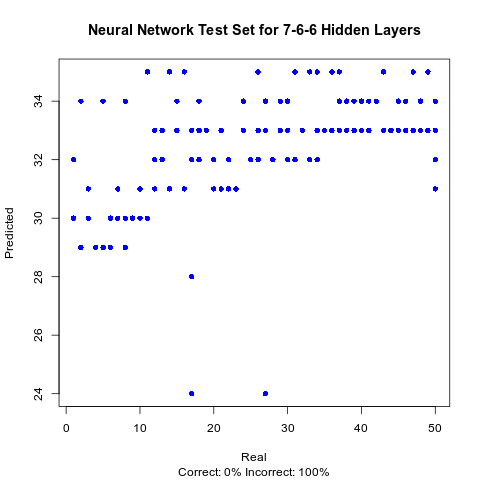 Neural Network Test Set for 7-6-6 Hidden Layers
Predicted
34
32
30
28
26
24
0 10 20 30 40 50
Real
Correct: 0% Incorrect: 100%